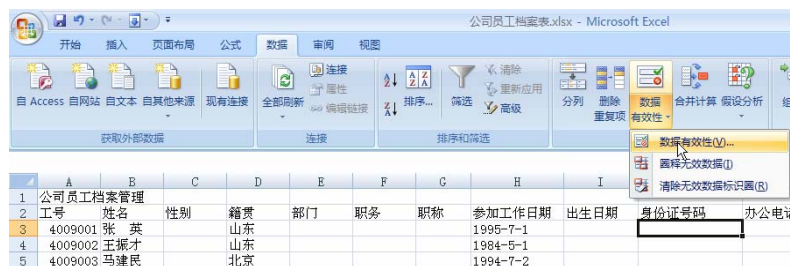 公司员工档案表.xlsx - Microsoft Excel
开始 插入 页面布局 公式 数据 审阅 视图
自 Access 自网站 自文本 自其他来源 现有连接 全部刷新 连接 属性 编辑链接 排序... 筛选 清除 重新应用 高级 分列 删除重复项 数据有效性 合并计算 假设分析 组
获取外部数据 连接 排序和筛选
数据有效性(V)...
圈释无效数据(I)
清除无效数据标识圈(R)
A B C D E F G H I
1 公司员工档案管理
2 工号 姓名 性别 籍贯 部门 职务 职称 参加工作日期 出生日期 身份证号码 办公电话
3 4009001 张 英 山东 1995-7-1
4 4009002 王振才 山东 1984-5-1
5 4009003 马建民 北京 1994-7-2